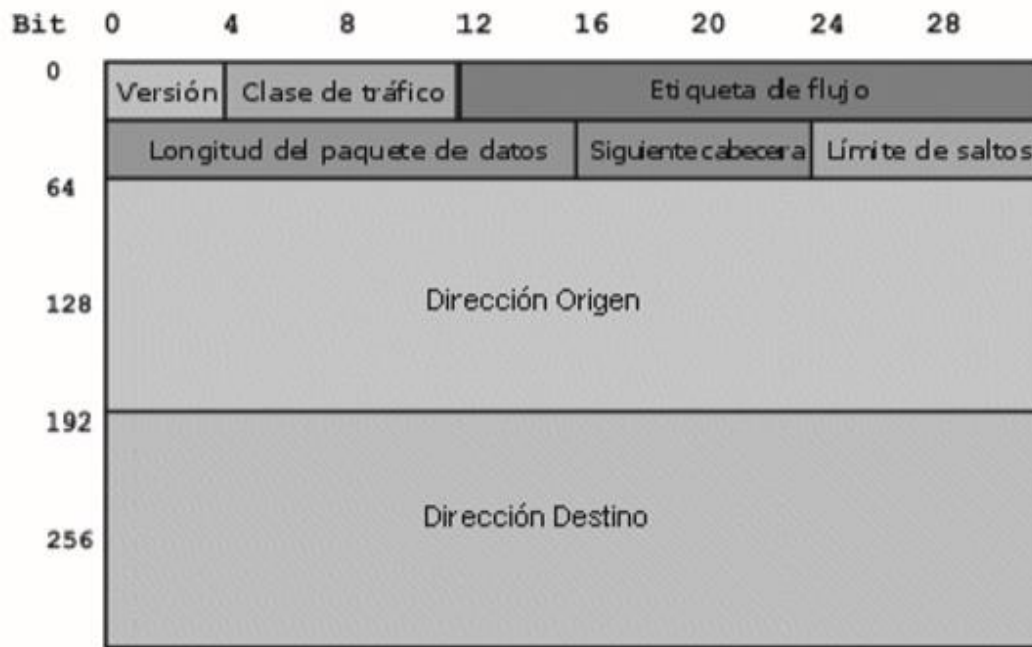 Bit 0 4 8 12 16 20 24 28
0
Versión Clase de tráfico Etiqueta de flujo
Longitud del paquete de datos Siguiente cabecera Límite de saltos
64
128 Dirección Origen
192
Dirección Destino
256